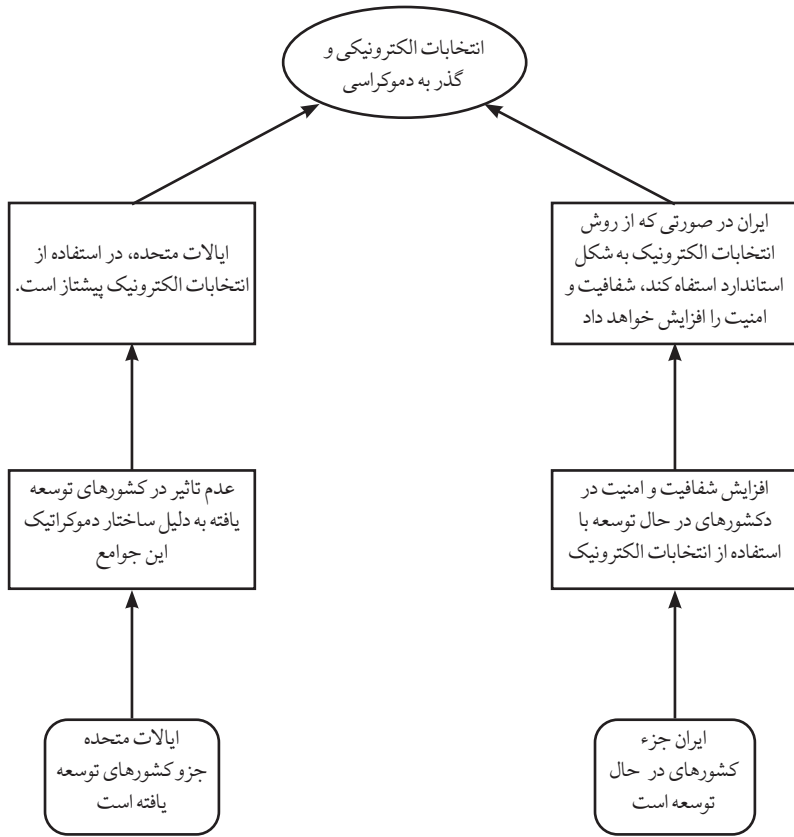 انتخابات الکترونیکی و
گذر به دموکراسی
ایران در صورتی که از روش
انتخابات الکترونیک به شکل
استاندارد استفاه کند، شفافیت و
امنیت را افزایش خواهد داد
ایالات متحده، در استفاده از
انتخابات الکترونیک پیشتاز است.
افزایش شفافیت و امنیت در
دکشورهای در حال توسعه با
استفاده از انتخابات الکترونیک
عدم تاثیر در کشورهای توسعه
یافته به دلیل ساختار دموکراتیک
این جوامع
ایران جزء
کشورهای در حال
توسعه است
ایالات متحده
جزو کشورهای توسعه
یافته است